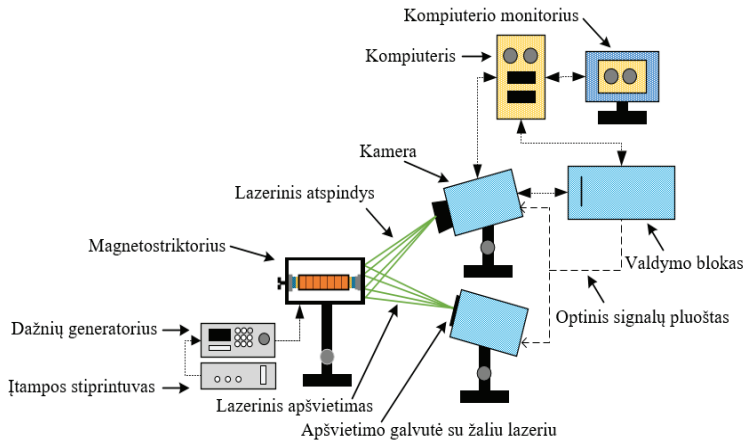 Kompiuterio monitorius
Kompiuteris
Kamera
Lazerinis atspindys
Magnetostriktorius
Valdymo blokas
Optinis signalų pluoštas
Dažnių generatorius
Įtampos stiprintuvas
Lazerinis apšvietimas
Apšvietimo galvutė su žaliu lazeriu